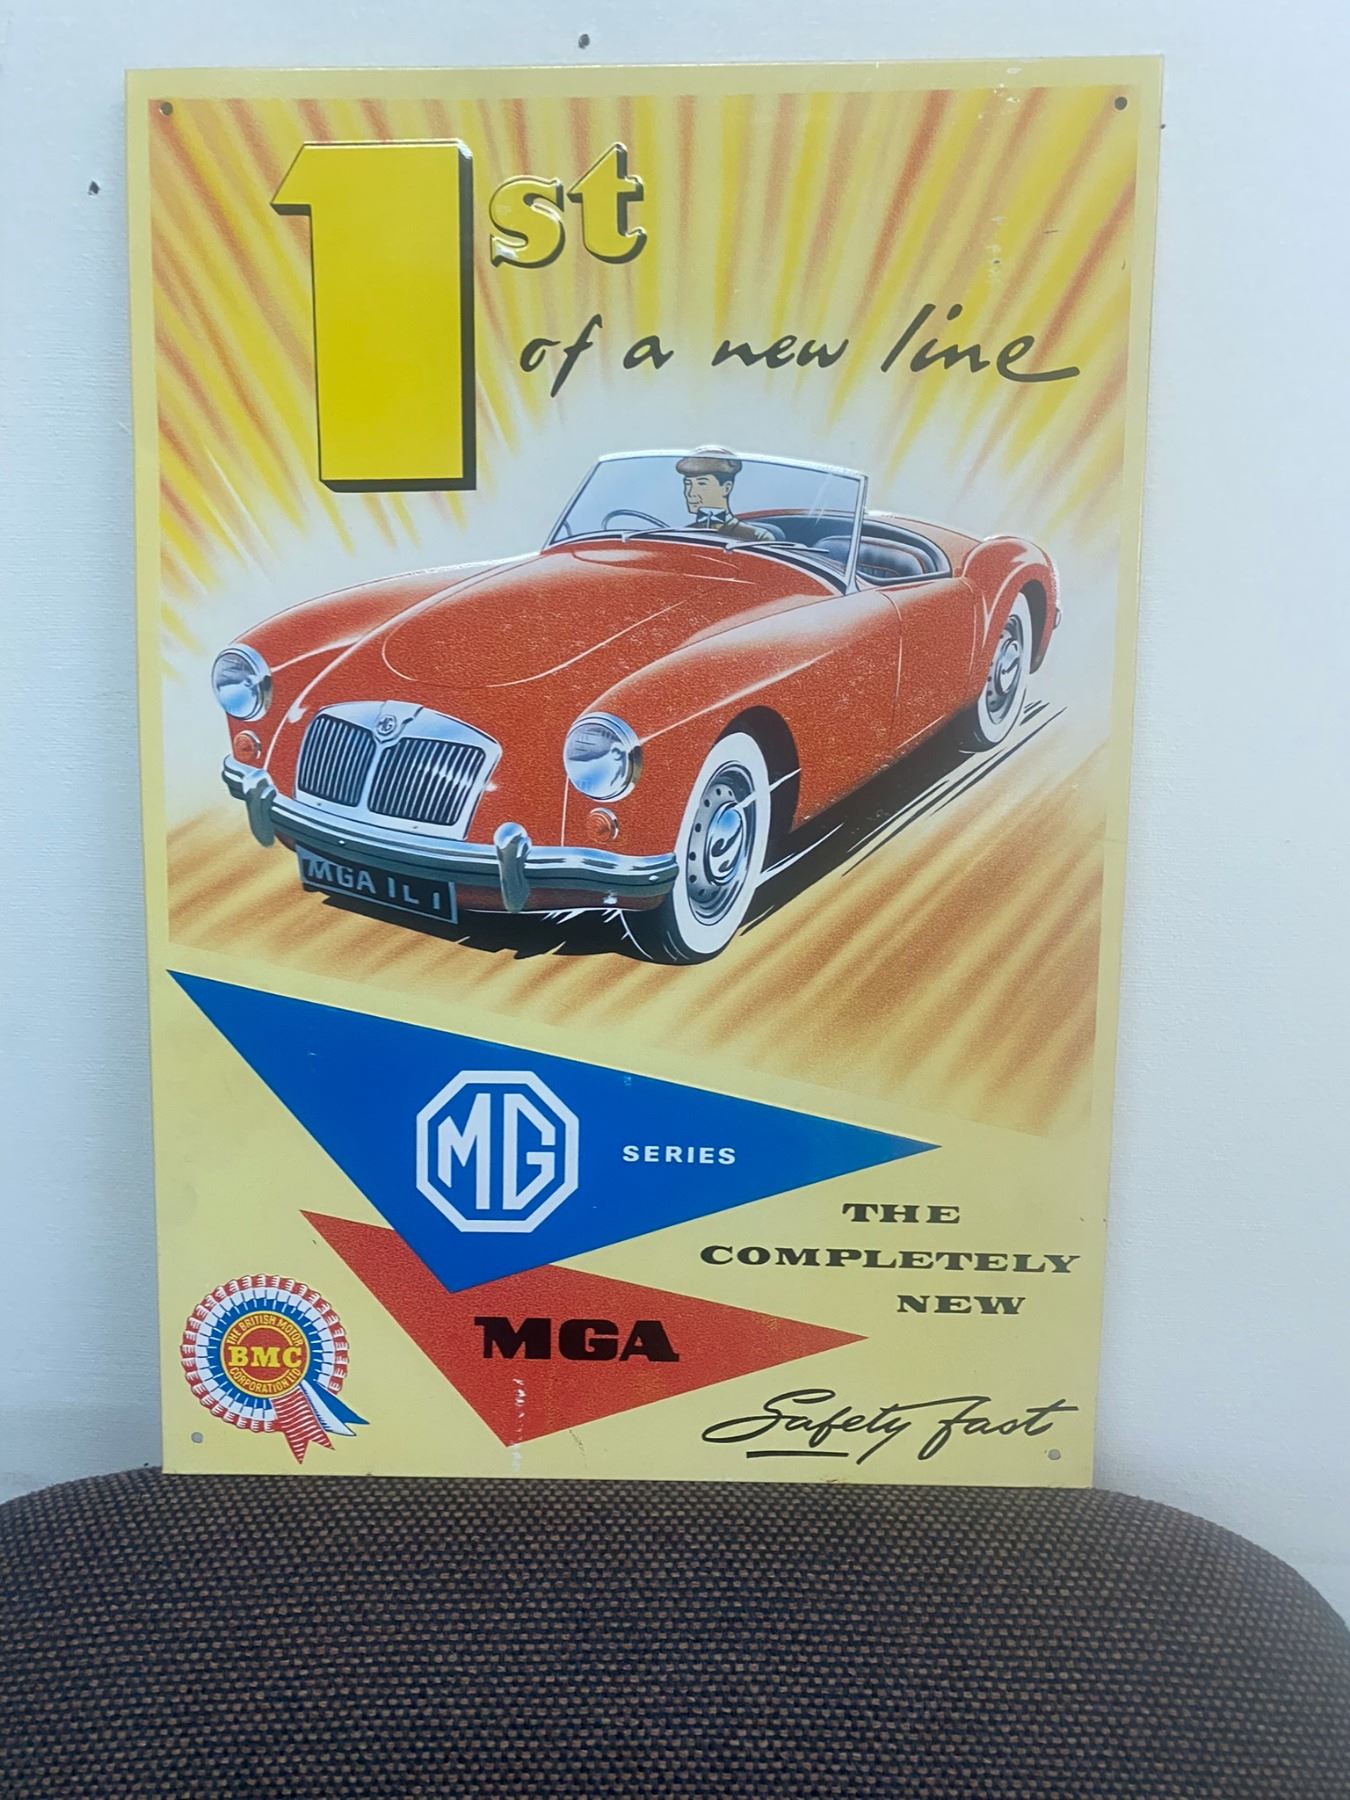 1st
of a new line
MG
MGA 1L1
MG SERIES
THE
COMPLETELY
NEW
MGA
THE BRITISH MOTOR
BMC
CORPORATION LTD
Safety fast